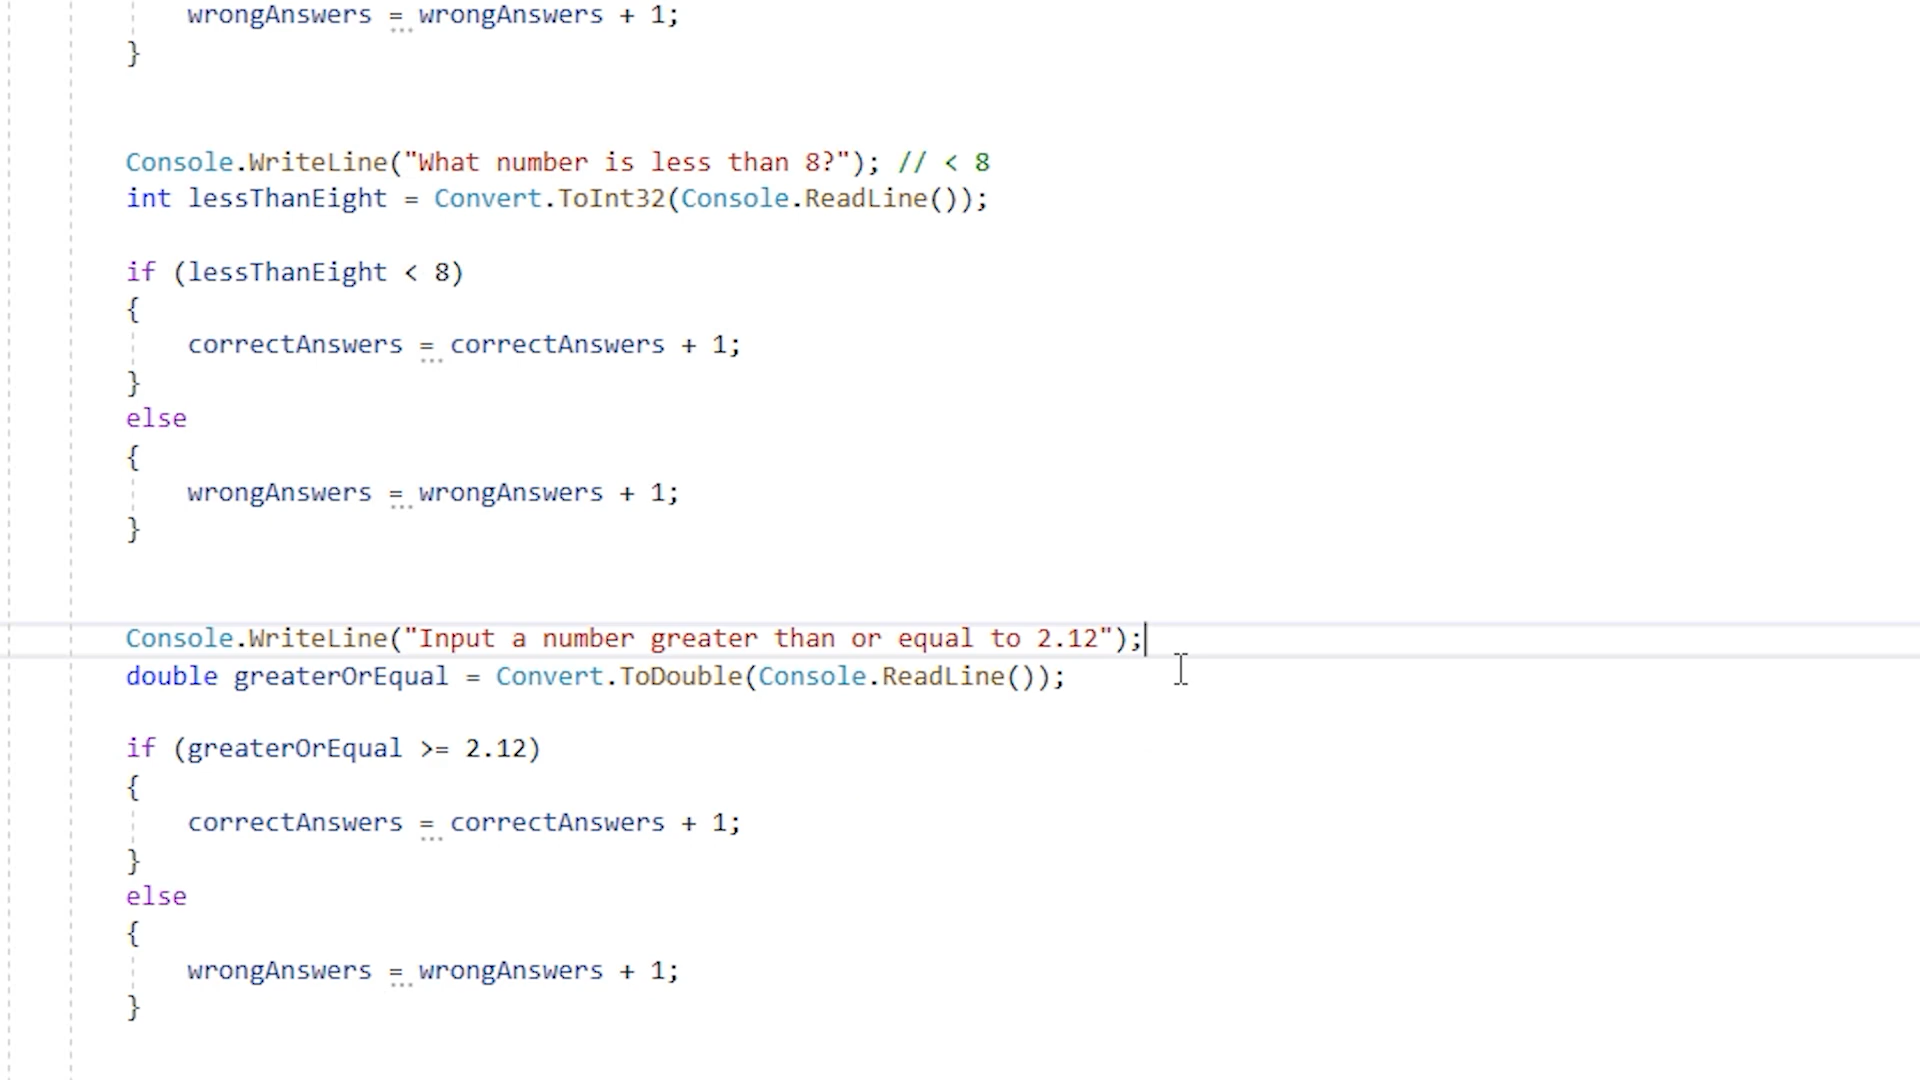 wrongAnswers = wrongAnswers + 1;
}
Console.WriteLine("What number is less than 8?"); // < 8
int lessThanEight = Convert.ToInt32(Console.ReadLine());
if (lessThanEight < 8)
{
correctAnswers = correctAnswers + 1;
}
else
{
wrongAnswers = wrongAnswers + 1;
}
Console.WriteLine("Input a number greater than or equal to 2.12");
double greaterOrEqual = Convert.ToDouble(Console.ReadLine());
if (greaterOrEqual >= 2.12)
{
correctAnswers = correctAnswers + 1;
}
else
{
wrongAnswers = wrongAnswers + 1;
}